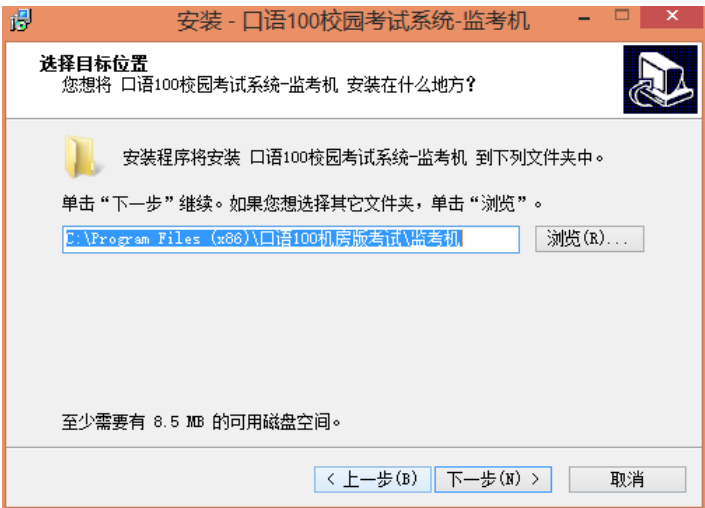 安装 - 口语100校园考试系统-监考机
选择目标位置
您想将 口语100校园考试系统-监考机 安装在什么地方?
安装程序将安装 口语100校园考试系统-监考机 到下列文件夹中。
单击“下一步”继续。如果您想选择其它文件夹，单击“浏览”。
C:\Program Files (x86)\口语100机房版考试\监考机
浏览(R)...
至少需要有 8.5 MB 的可用磁盘空间。
< 上一步(B)
下一步(N) >
取消